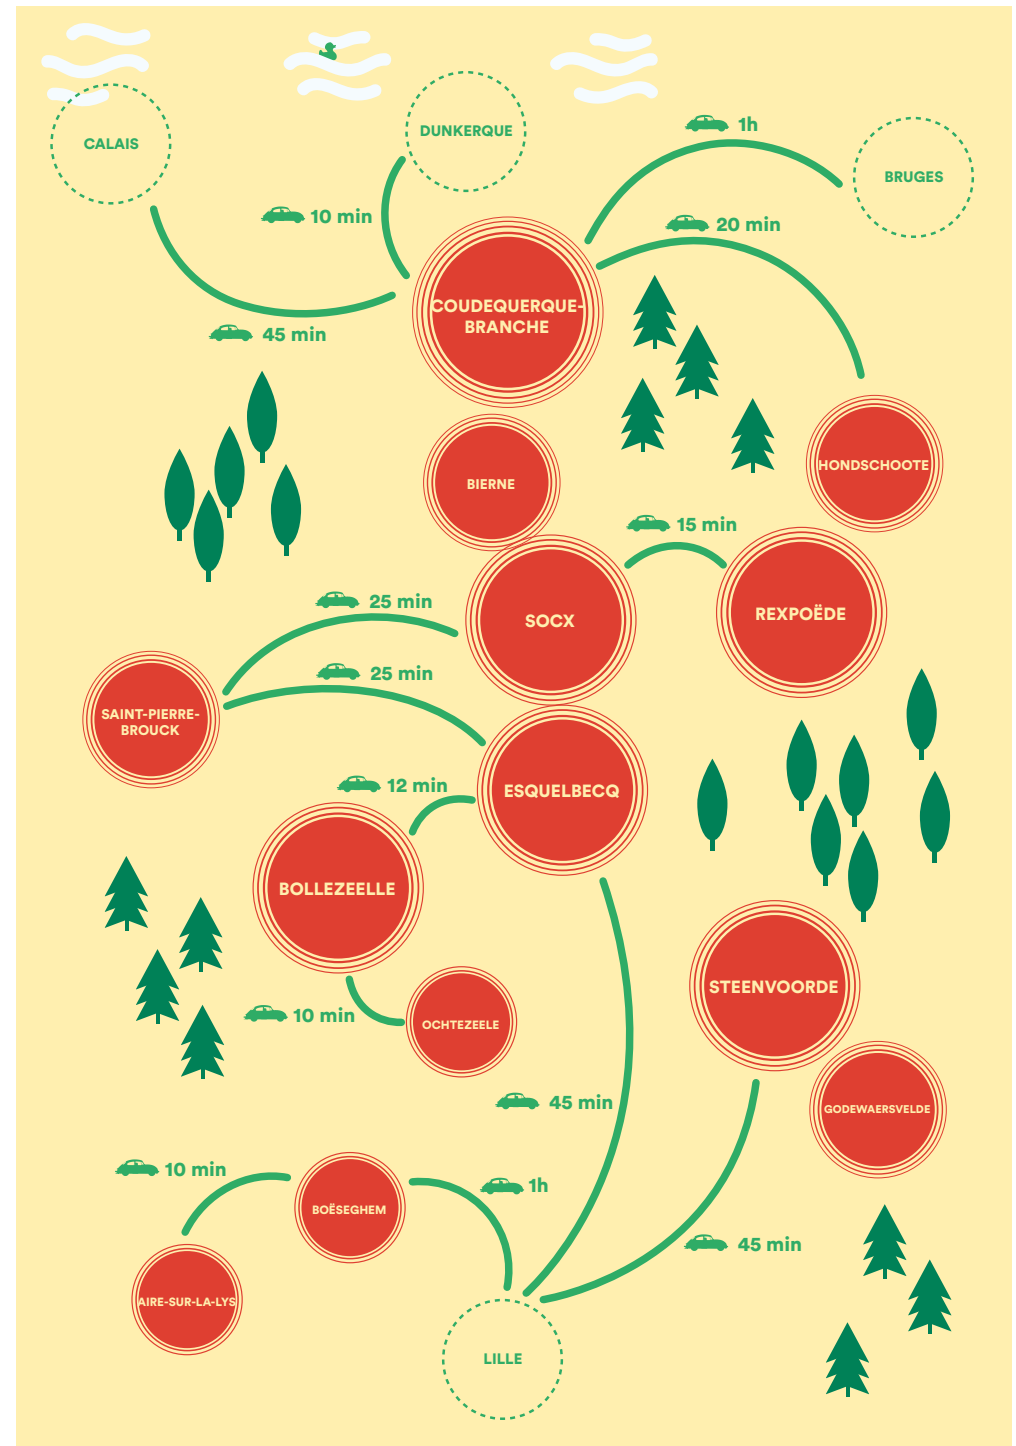 CALAIS
DUNKERQUE
1h
BRUGES
10 min
20 min
COUDEQUERQUE-
BRANCHE
45 min
HONDSCHOOTE
BIERNE
15 min
25 min
SOCX
REXPOËDE
25 min
SAINT-PIERRE-
BROUCK
12 min
ESQUELBECQ
BOLLEZEELLE
STEENVOORDE
10 min
OCHTEZEELE
45 min
GODEWAERSVELDE
10 min
1h
BOËSEGHEM
45 min
AIRE-SUR-LA-LYS
LILLE